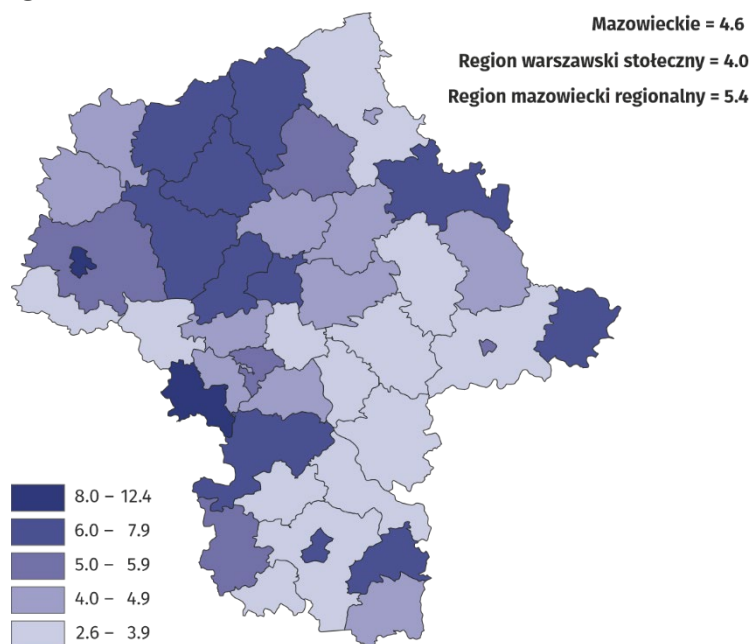 Mazowieckie = 4.6
Region warszawski stołeczny = 4.0
Region mazowiecki regionalny = 5.4
8.0 – 12.4
6.0 – 7.9
5.0 – 5.9
4.0 – 4.9
2.6 – 3.9